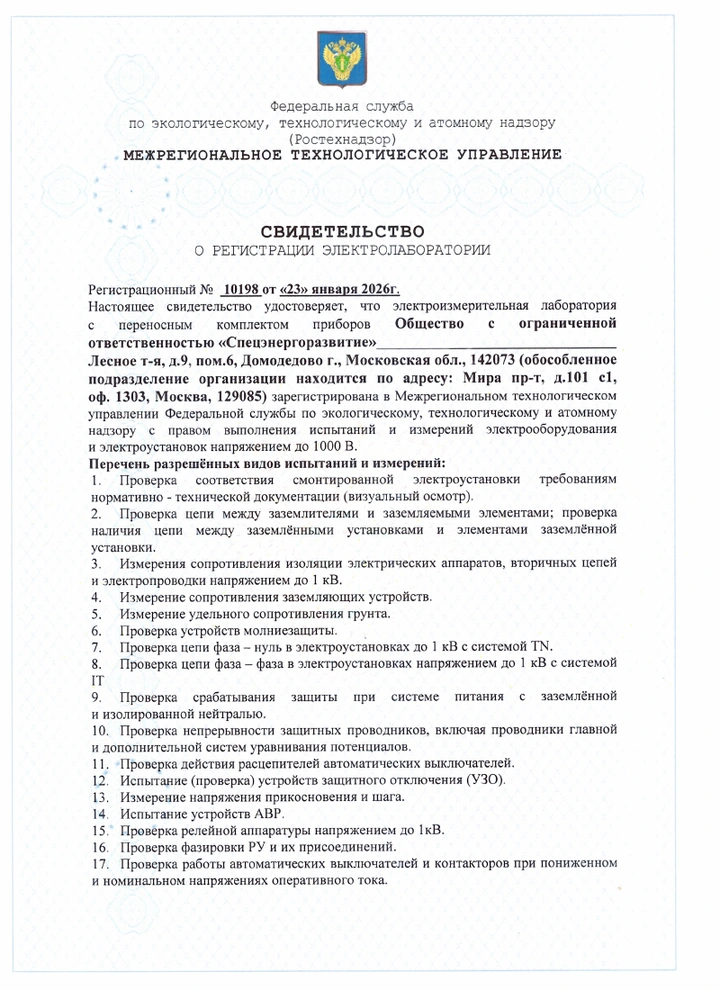 Федеральная служба
по экологическому, технологическому и атомному надзору
(Ростехнадзор)
МЕЖРЕГИОНАЛЬНОЕ ТЕХНОЛОГИЧЕСКОЕ УПРАВЛЕНИЕ
СВИДЕТЕЛЬСТВО
О РЕГИСТРАЦИИ ЭЛЕКТРОЛАБОРАТОРИИ
Регистрационный № 10198 от «23» января 2026г.
Настоящее свидетельство удостоверяет, что электроизмерительная лаборатория
с переносным комплектом приборов Общество с ограниченной
ответственностью «Спецэнергоразвитие»
Лесное т-я, д.9, пом.6, Домодедово г., Московская обл., 142073 (обособленное
подразделение организации находится по адресу: Мира пр-т, д.101 с1,
оф. 1303, Москва, 129085) зарегистрирована в Межрегиональном технологическом
управлении Федеральной службы по экологическому, технологическому и атомному
надзору с правом выполнения испытаний и измерений электрооборудования
и электроустановок напряжением до 1000 В.
Перечень разрешённых видов испытаний и измерений:
1. Проверка соответствия смонтированной электроустановки требованиям
нормативно - технической документации (визуальный осмотр).
2. Проверка цепи между заземлителями и заземляемыми элементами; проверка
наличия цепи между заземлёнными установками и элементами заземлённой
установки.
3. Измерения сопротивления изоляции электрических аппаратов, вторичных цепей
и электропроводки напряжением до 1 кВ.
4. Измерение сопротивления заземляющих устройств.
5. Измерение удельного сопротивления грунта.
6. Проверка устройств молниезащиты.
7. Проверка цепи фаза – нуль в электроустановках до 1 кВ с системой TN.
8. Проверка цепи фаза – фаза в электроустановках напряжением до 1 кВ с системой
IT
9. Проверка срабатывания защиты при системе питания с заземлённой
и изолированной нейтралью.
10. Проверка непрерывности защитных проводников, включая проводники главной
и дополнительной систем уравнивания потенциалов.
11. Проверка действия расцепителей автоматических выключателей.
12. Испытание (проверка) устройств защитного отключения (УЗО).
13. Измерение напряжения прикосновения и шага.
14. Испытание устройств АВР.
15. Проверка релейной аппаратуры напряжением до 1кВ.
16. Проверка фазировки РУ и их присоединений.
17. Проверка работы автоматических выключателей и контакторов при пониженном
и номинальном напряжениях оперативного тока.